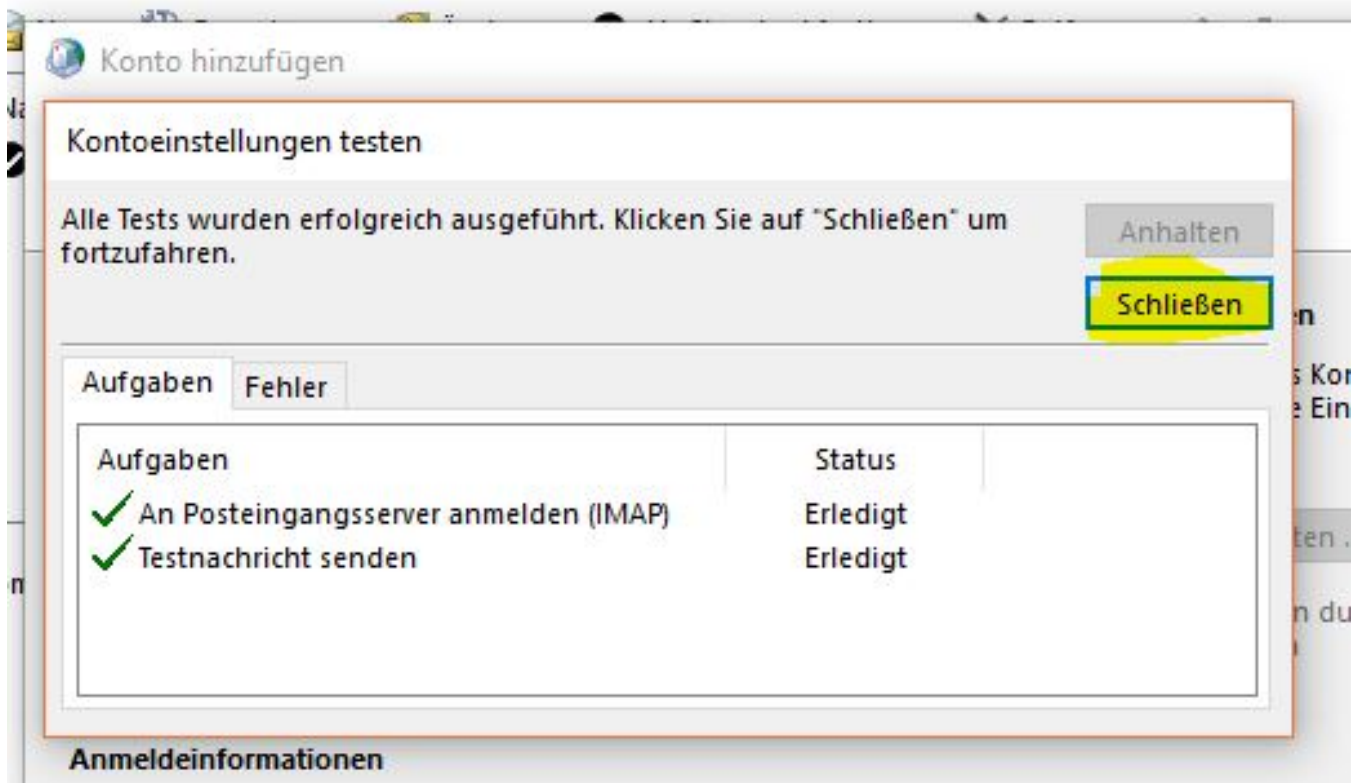 Konto hinzufügen
Kontoeinstellungen testen
Alle Tests wurden erfolgreich ausgeführt. Klicken Sie auf "Schließen" um
fortzufahren.
Anhalten
Schließen
Aufgaben
Fehler
Aufgaben
Status
An Posteingangsserver anmelden (IMAP)
Erledigt
Testnachricht senden
Erledigt
Anmeldeinformationen